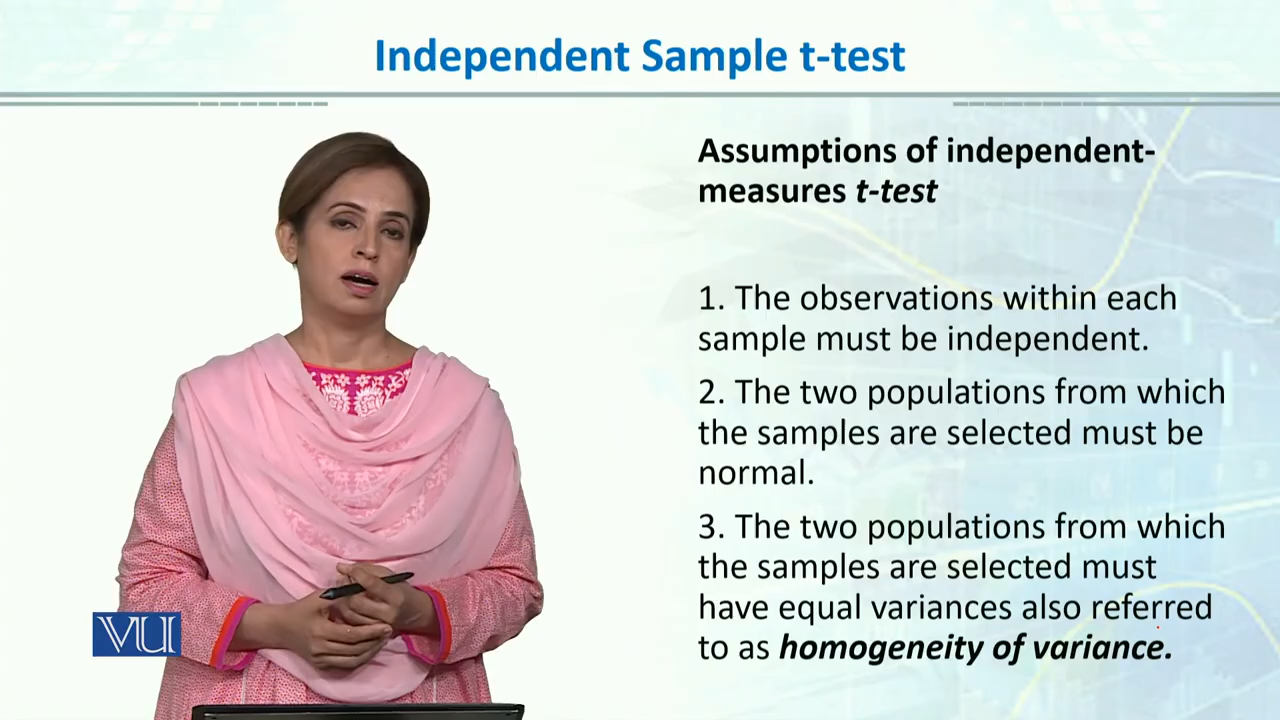 Independent Sample t-test
Assumptions of independent-
measures t-test
1. The observations within each
sample must be independent.
2. The two populations from which
the samples are selected must be
normal.
3. The two populations from which
the samples are selected must
have equal variances also referred
to as homogeneity of variance.
VU